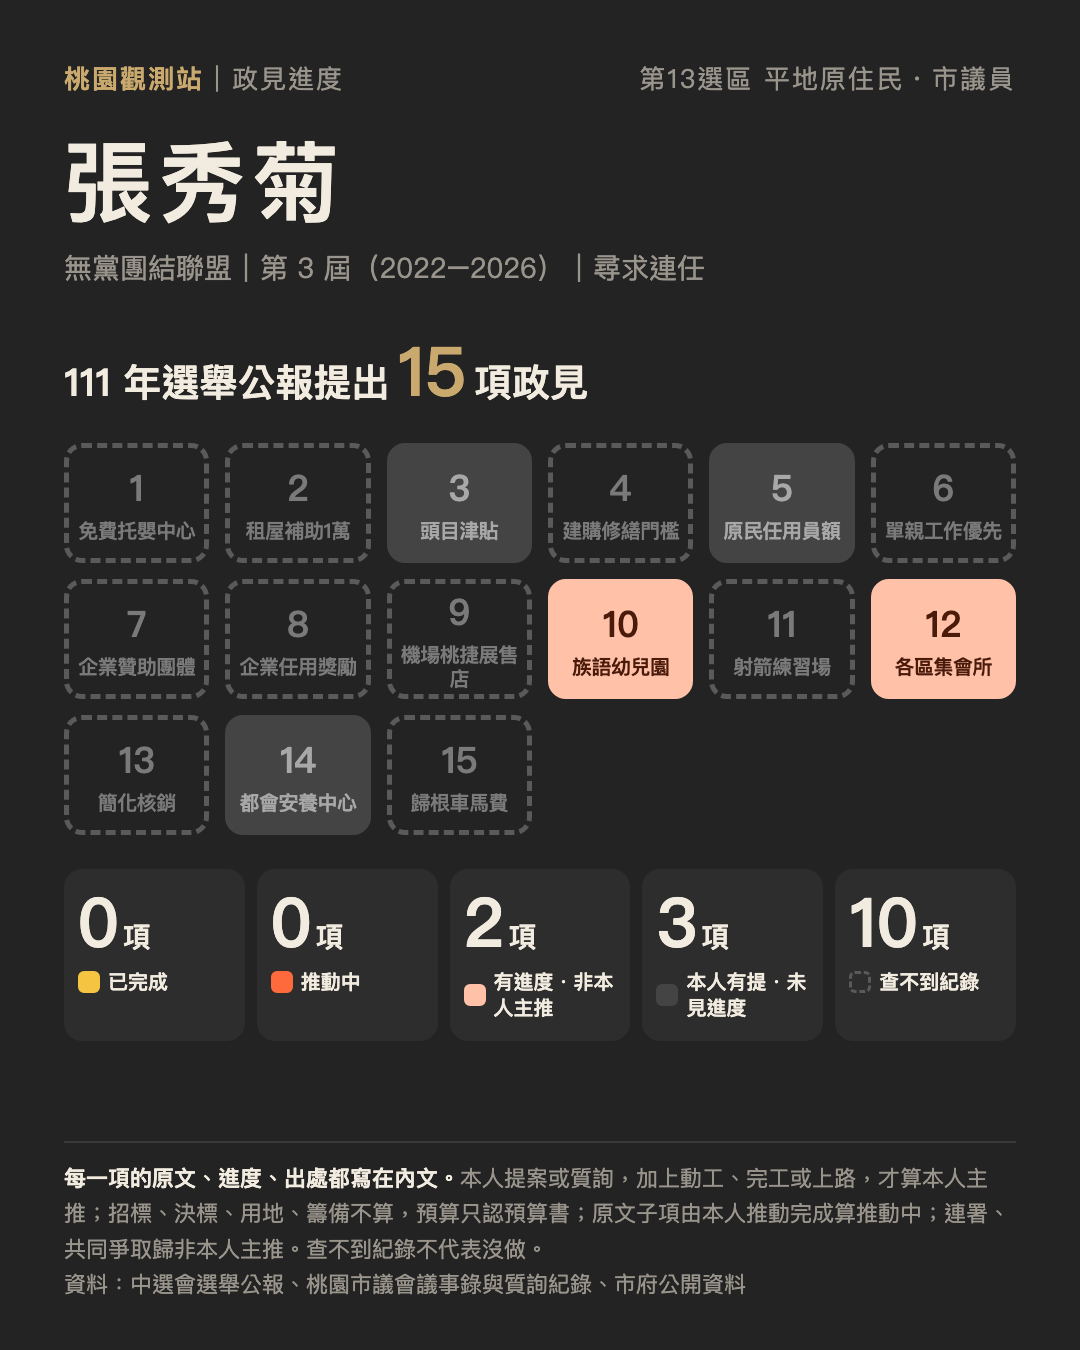 桃園觀測站｜政見進度
第13選區 平地原住民・市議員
張秀菊
無黨團結聯盟｜第 3 屆（2022–2026）｜尋求連任
111 年選舉公報提出 15 項政見
1
免費托嬰中心
2
租屋補助1萬
3
頭目津貼
4
建購修繕門檻
5
原民任用員額
6
單親工作優先
7
企業贊助團體
8
企業任用獎勵
9
機場桃捷展售
店
10
族語幼兒園
11
射箭練習場
12
各區集會所
13
簡化核銷
14
都會安養中心
15
歸根車馬費
0項
已完成
0項
推動中
2項
有進度・非本
人主推
3項
本人有提・未
見進度
10項
查不到紀錄
每一項的原文、進度、出處都寫在內文。本人提案或質詢，加上動工、完工或上路，才算本人主
推；招標、決標、用地、籌備不算，預算只認預算書；原文子項由本人推動完成算推動中；連署、
共同爭取歸非本人主推。查不到紀錄不代表沒做。
資料：中選會選舉公報、桃園市議會議事錄與質詢紀錄、市府公開資料